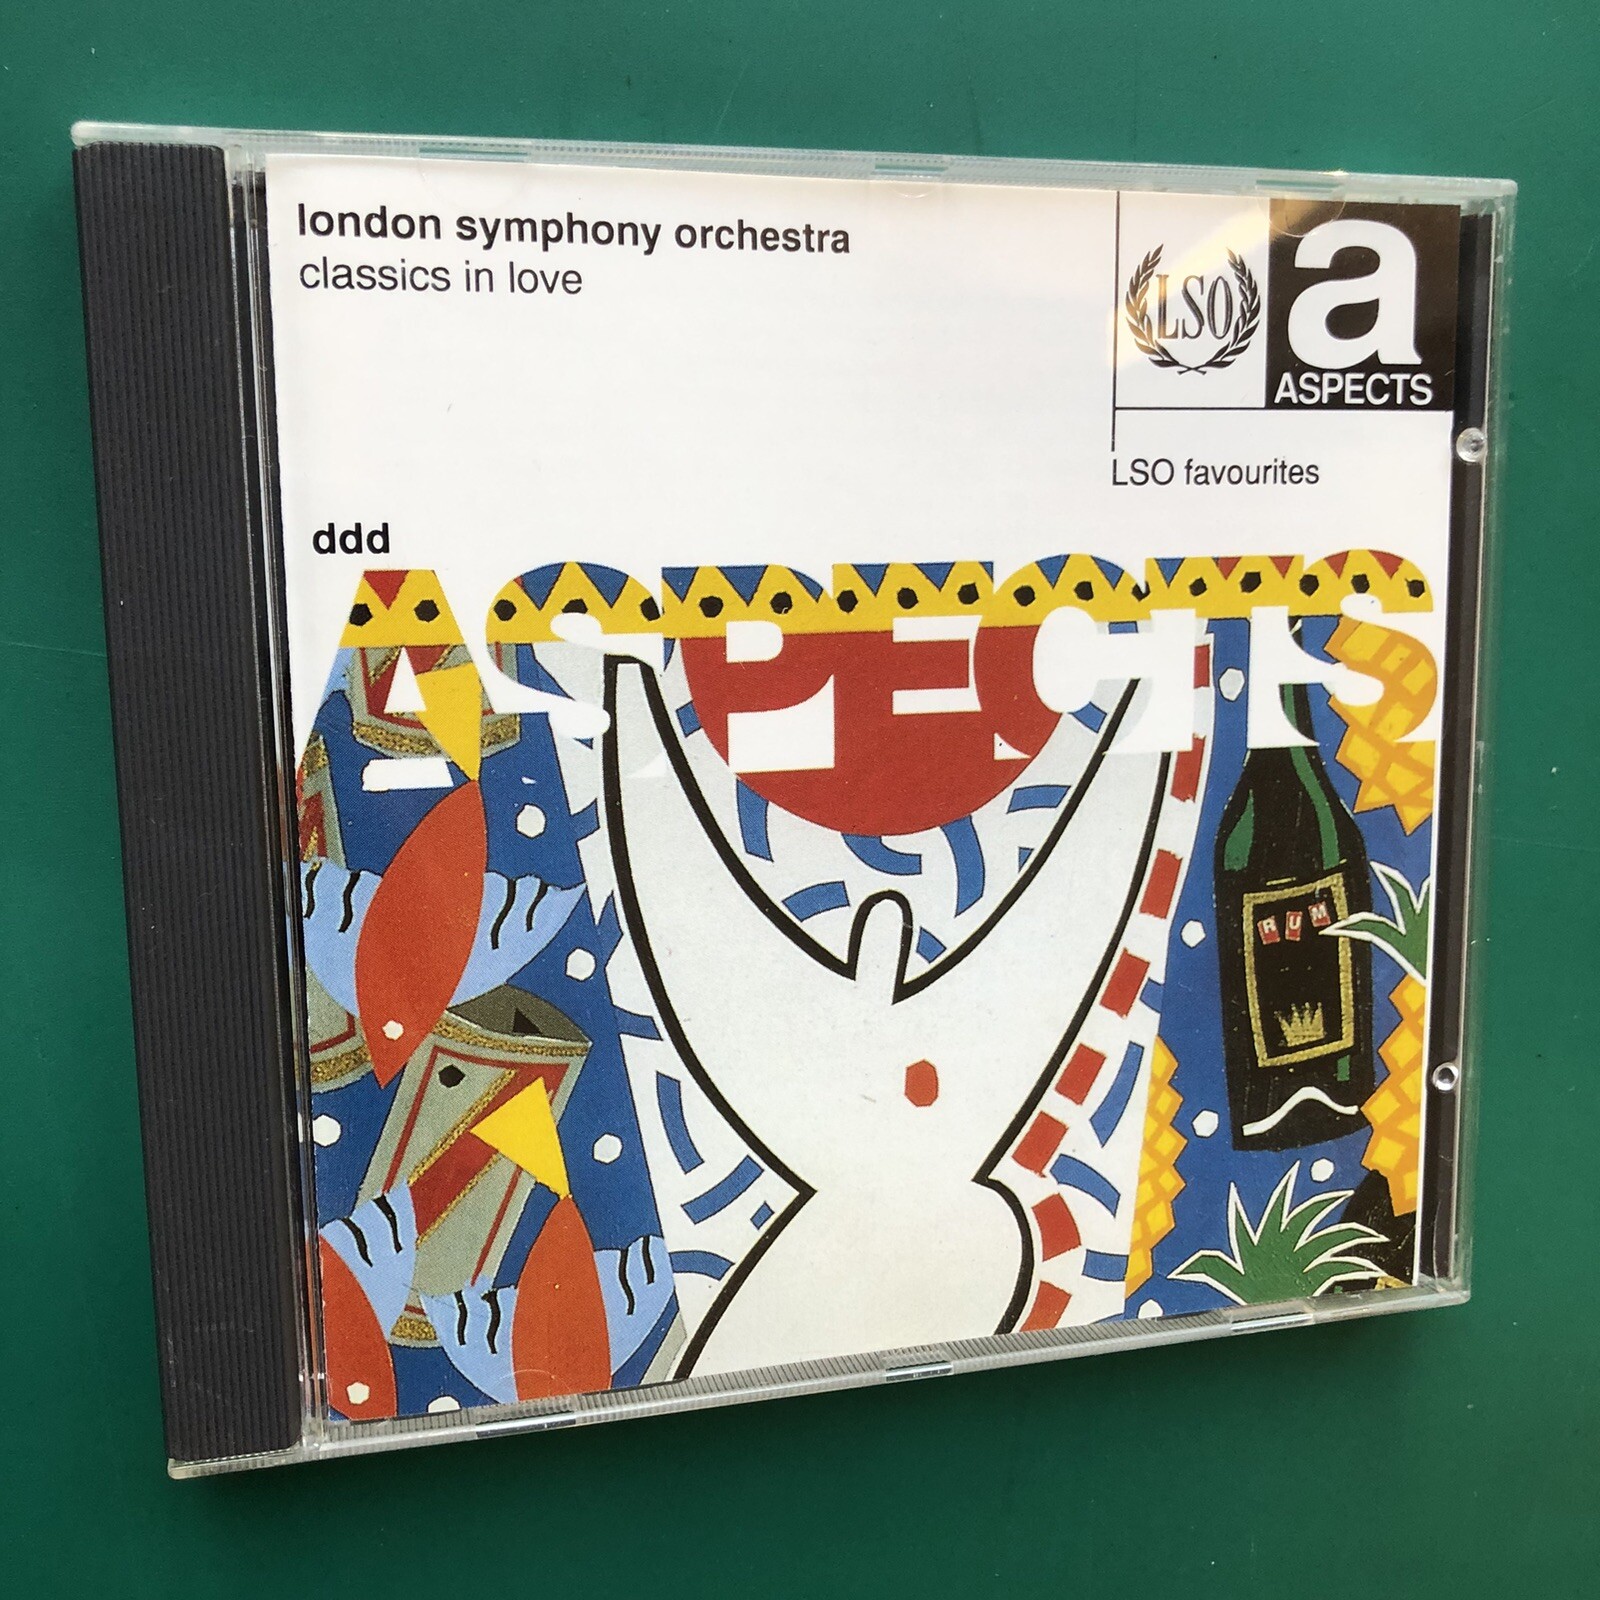 london symphony orchestra
classics in love
LSO
a
ASPECTS
LSO favourites
ddd
ASPECTS
RUM